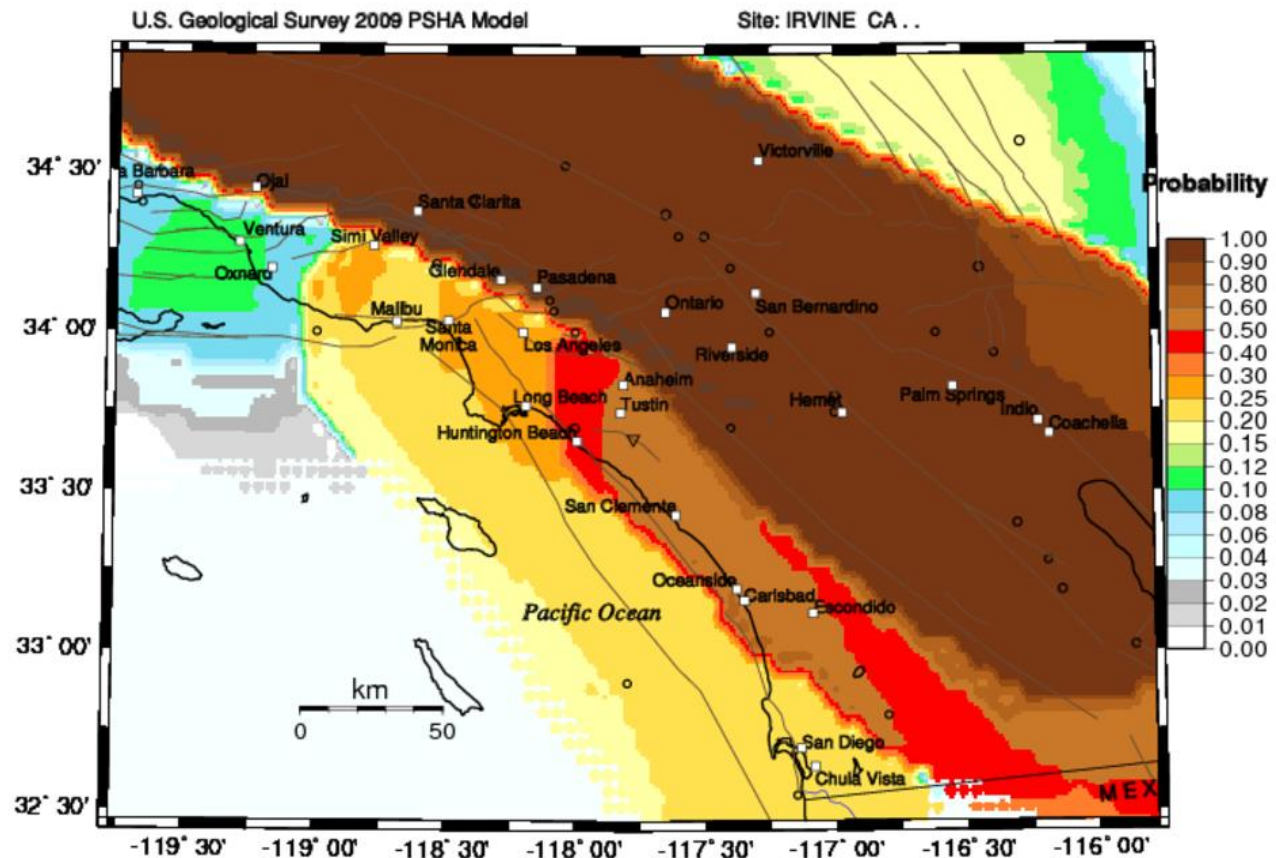 U.S. Geological Survey 2009 PSHA Model
Site: IRVINE CA . .
34° 30'
34° 00'
33° 30'
33° 00'
32° 30'
a Barbara
Ojai
Ventura
Oxnard
Simi Valley
Santa Clarita
Victorville
Glendale
Pasadena
Malibu
Santa
Monica
Los Angeles
Ontario
San Bernardino
Riverside
Anaheim
Long Beach
Tustin
Huntington Beach
Hemet
Palm Springs
Indio
Coachella
San Clemente
Oceanside
Carlsbad
Escondido
Pacific Ocean
km
0 50
San Diego
Chula Vista
MEX
Probability
1.00
0.90
0.80
0.60
0.50
0.40
0.30
0.25
0.20
0.15
0.12
0.10
0.08
0.06
0.04
0.03
0.02
0.01
0.00
-119° 30'
-119° 00'
-118° 30'
-118° 00'
-117° 30'
-117° 00'
-116° 30'
-116° 00'